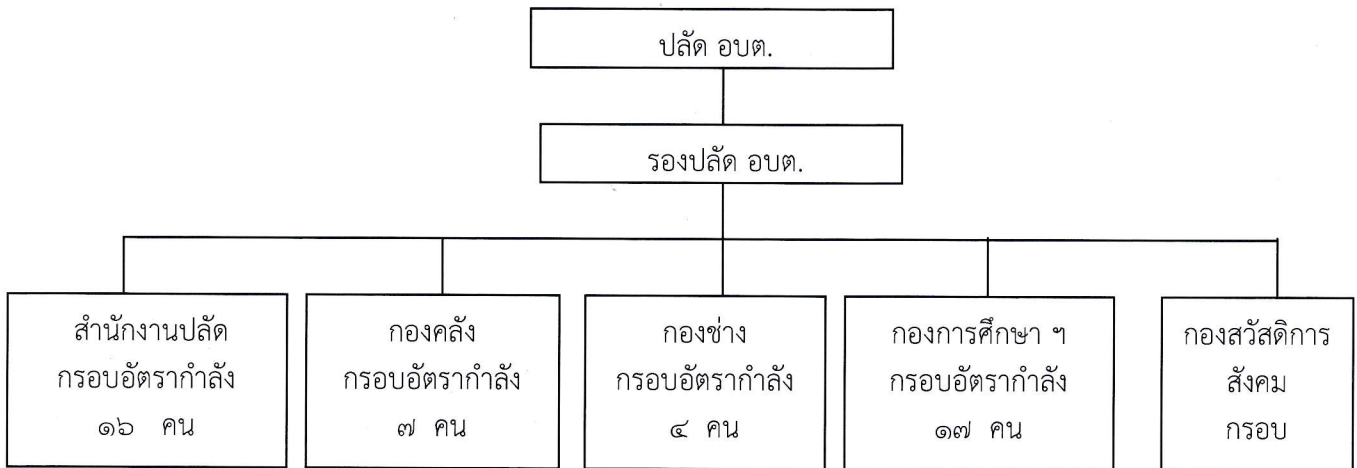 ปลัด อบต.
รองปลัด อบต.
สำนักงานปลัด
กรอบอัตรากำลัง
๑๖ คน
กองคลัง
กรอบอัตรากำลัง
๗ คน
กองช่าง
กรอบอัตรากำลัง
๔ คน
กองการศึกษา ฯ
กรอบอัตรากำลัง
๑๗ คน
กองสวัสดิการ
สังคม
กรอบ